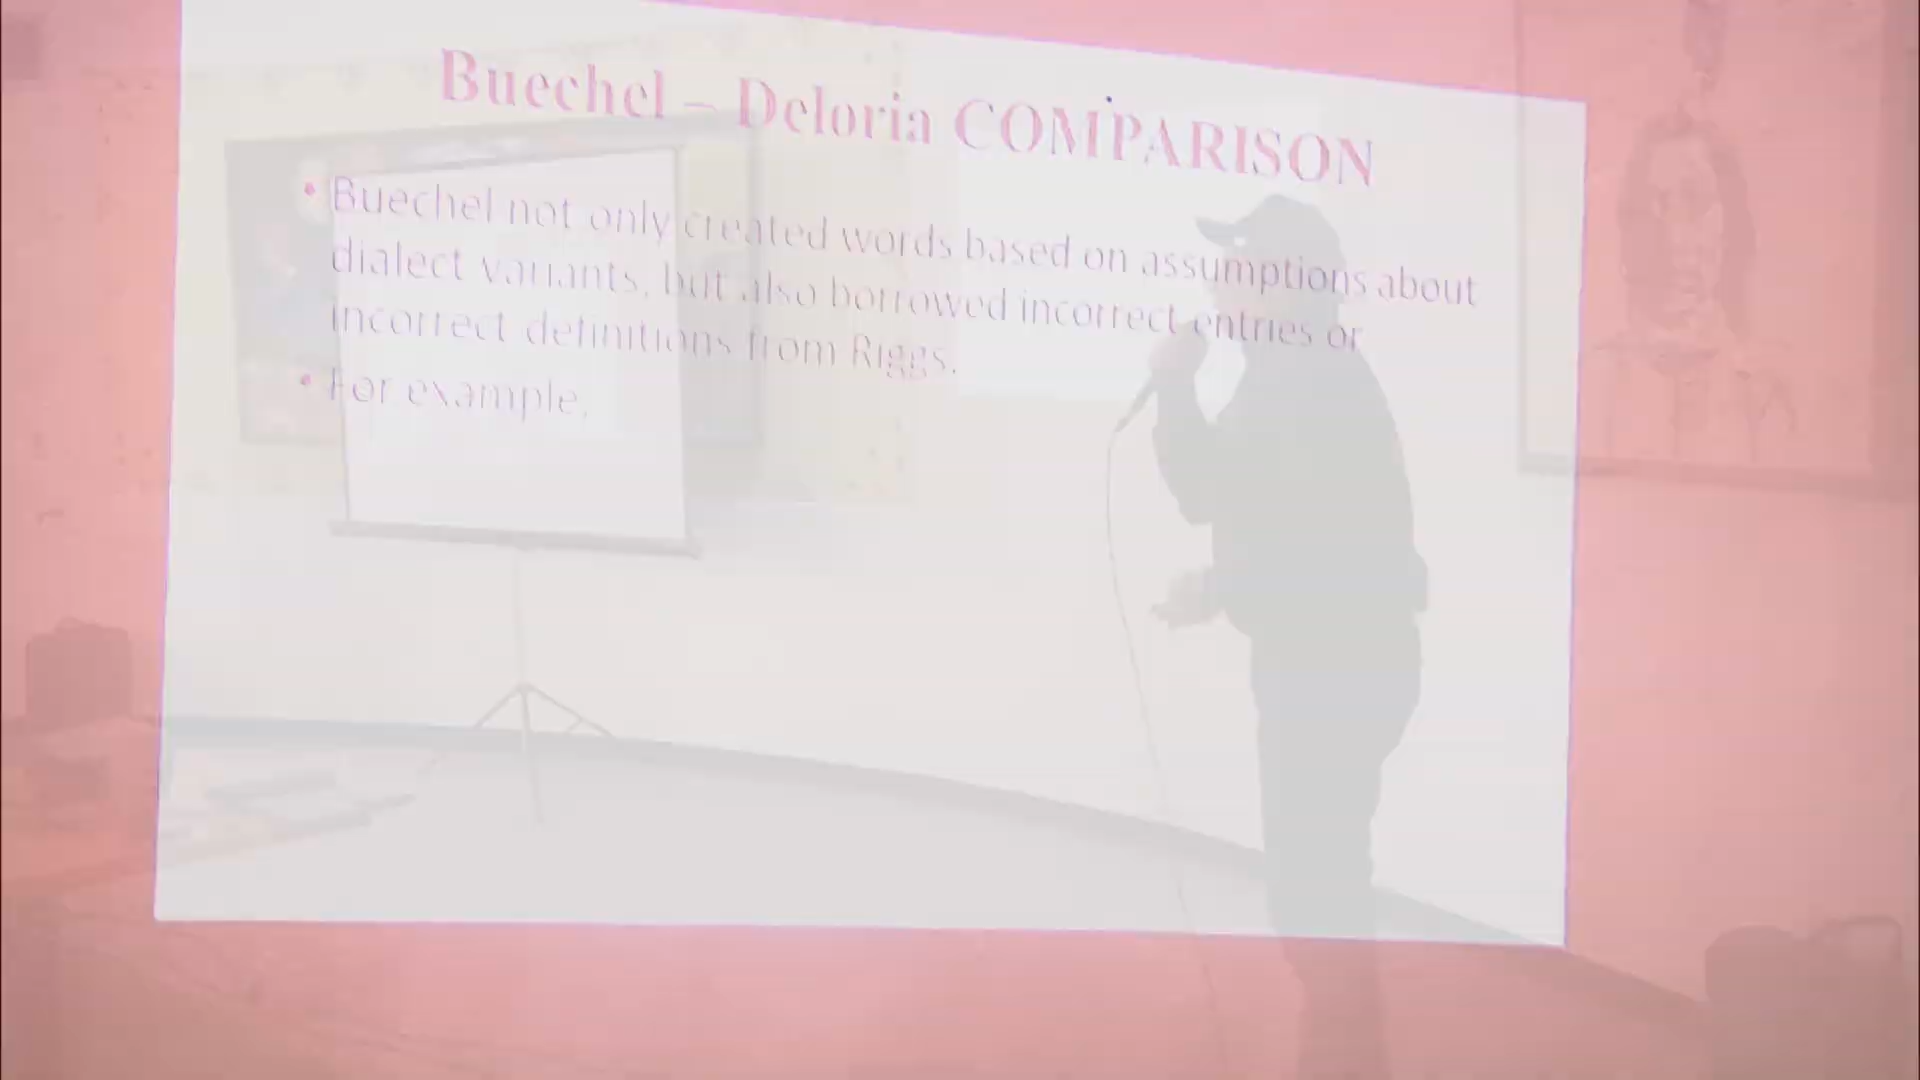 Buechel – Deloria COMPARISON
• Buechel not only created words based on assumptions about
dialect variants, but also borrowed incorrect entries or
incorrect definitions from Riggs.
• For example,